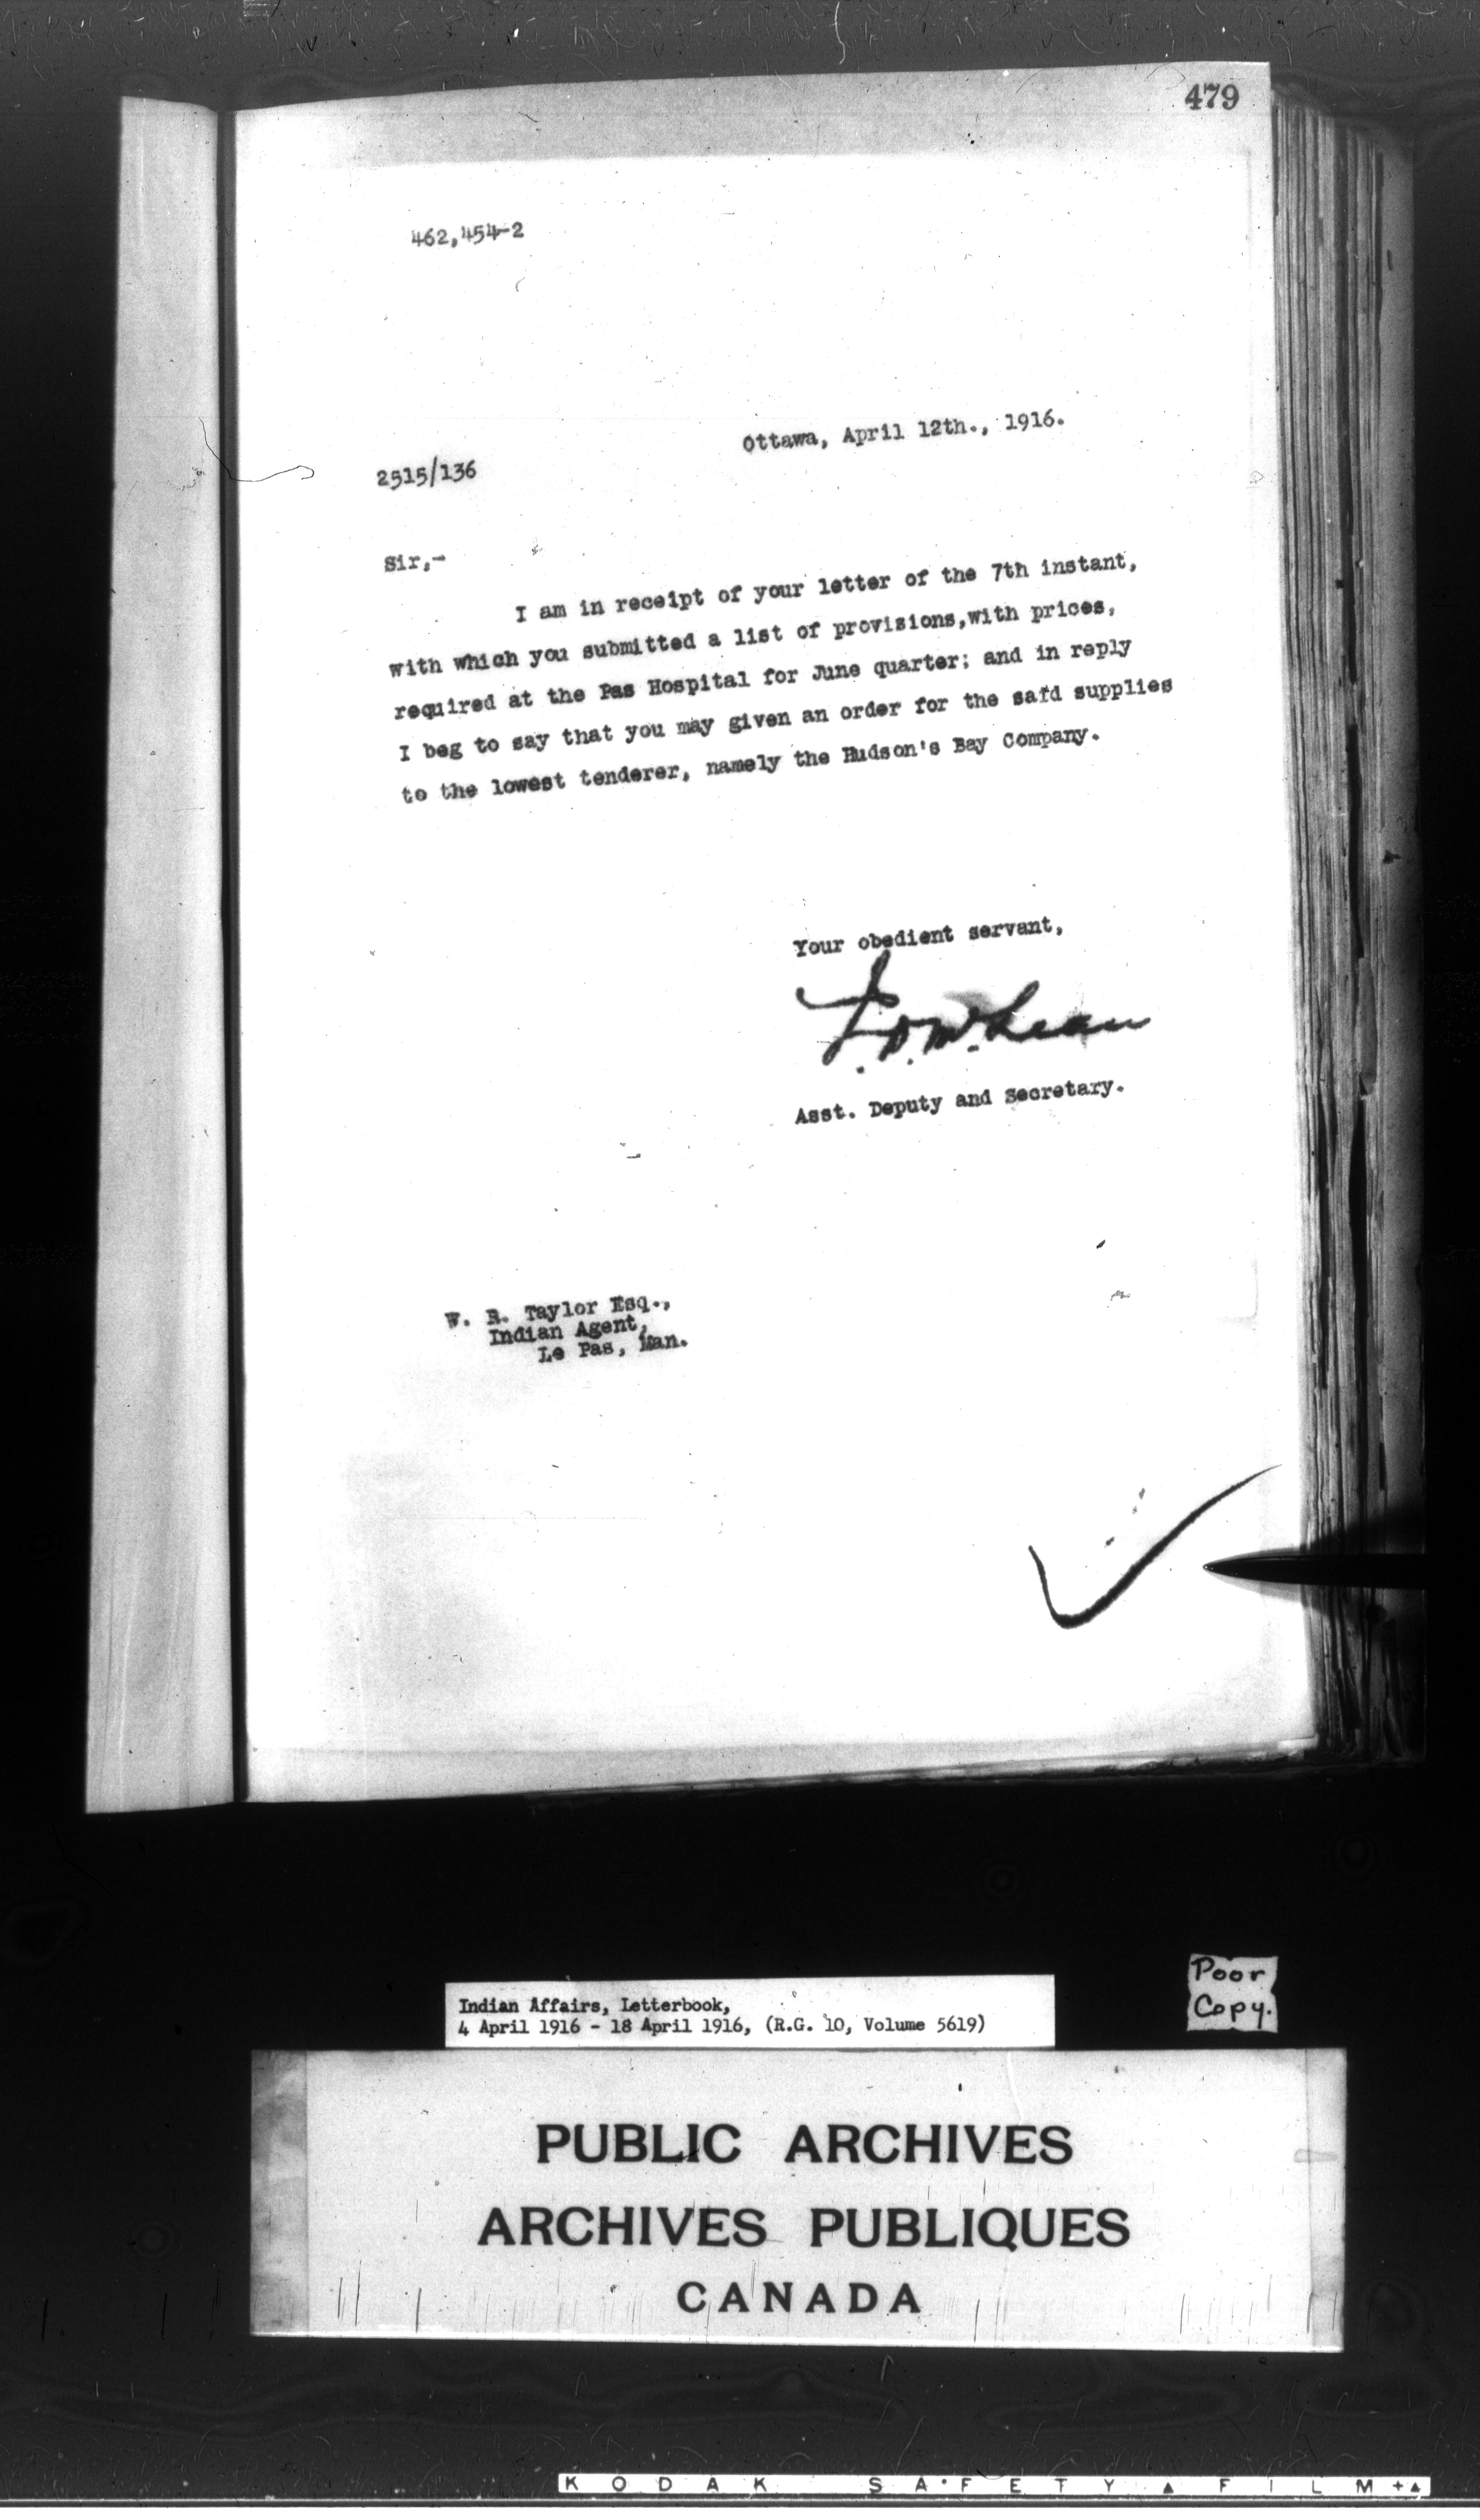 479
462,454-2
Ottawa, April 12th., 1916.
2515/136
Sir,-
I am in receipt of your letter of the 7th instant,
with which you submitted a list of provisions,with prices,
required at the Pas Hospital for June quarter; and in reply
I beg to say that you may given an order for the said supplies
to the lowest tenderer, namely the Hudson's Bay Company.
Your obedient servant,
J.D. McLean
Asst. Deputy and Secretary.
W. R. Taylor Esq.,
Indian Agent,
Le Pas, Man.
Poor
Copy.
Indian Affairs, Letterbook,
4 April 1916 - 18 April 1916, (R.G. 10, Volume 5619)
PUBLIC ARCHIVES
ARCHIVES PUBLIQUES
CANADA
KODAK SAFETY FILM